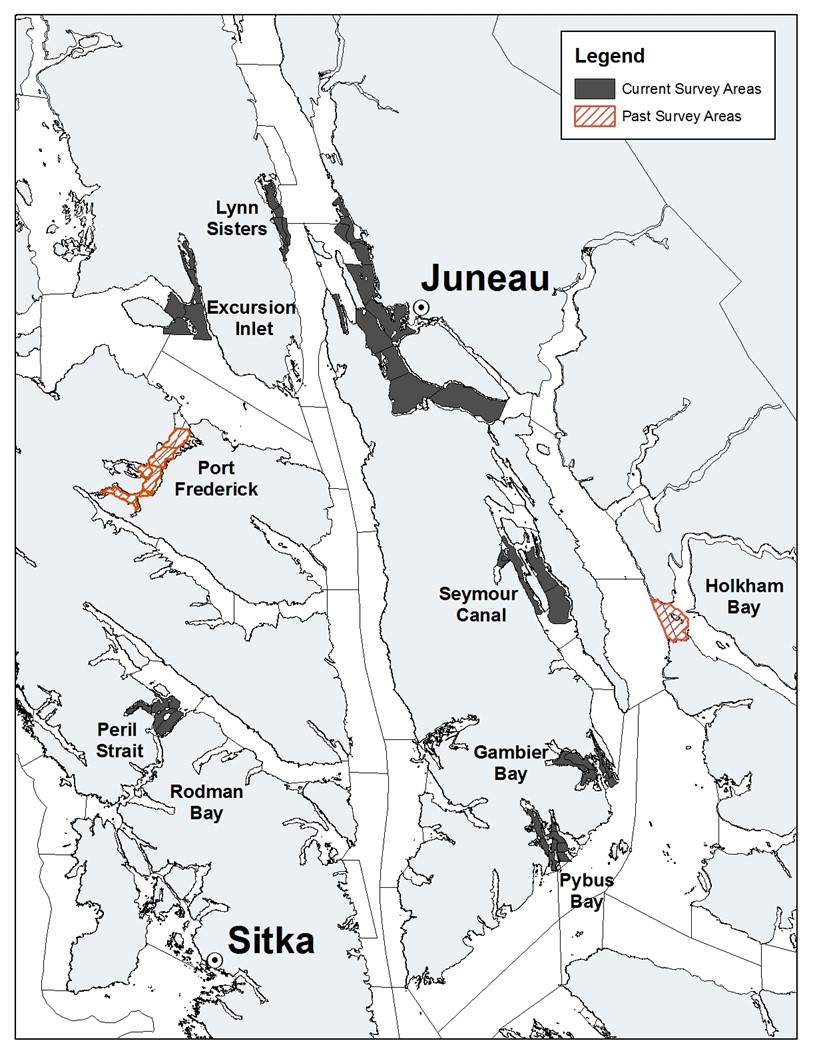 Legend
Current Survey Areas
Past Survey Areas
Lynn
Sisters
Juneau
Excursion
Inlet
Port
Frederick
Seymour
Canal
Holkham
Bay
Peril
Strait
Gambier
Bay
Rodman
Bay
Pybus
Bay
Sitka